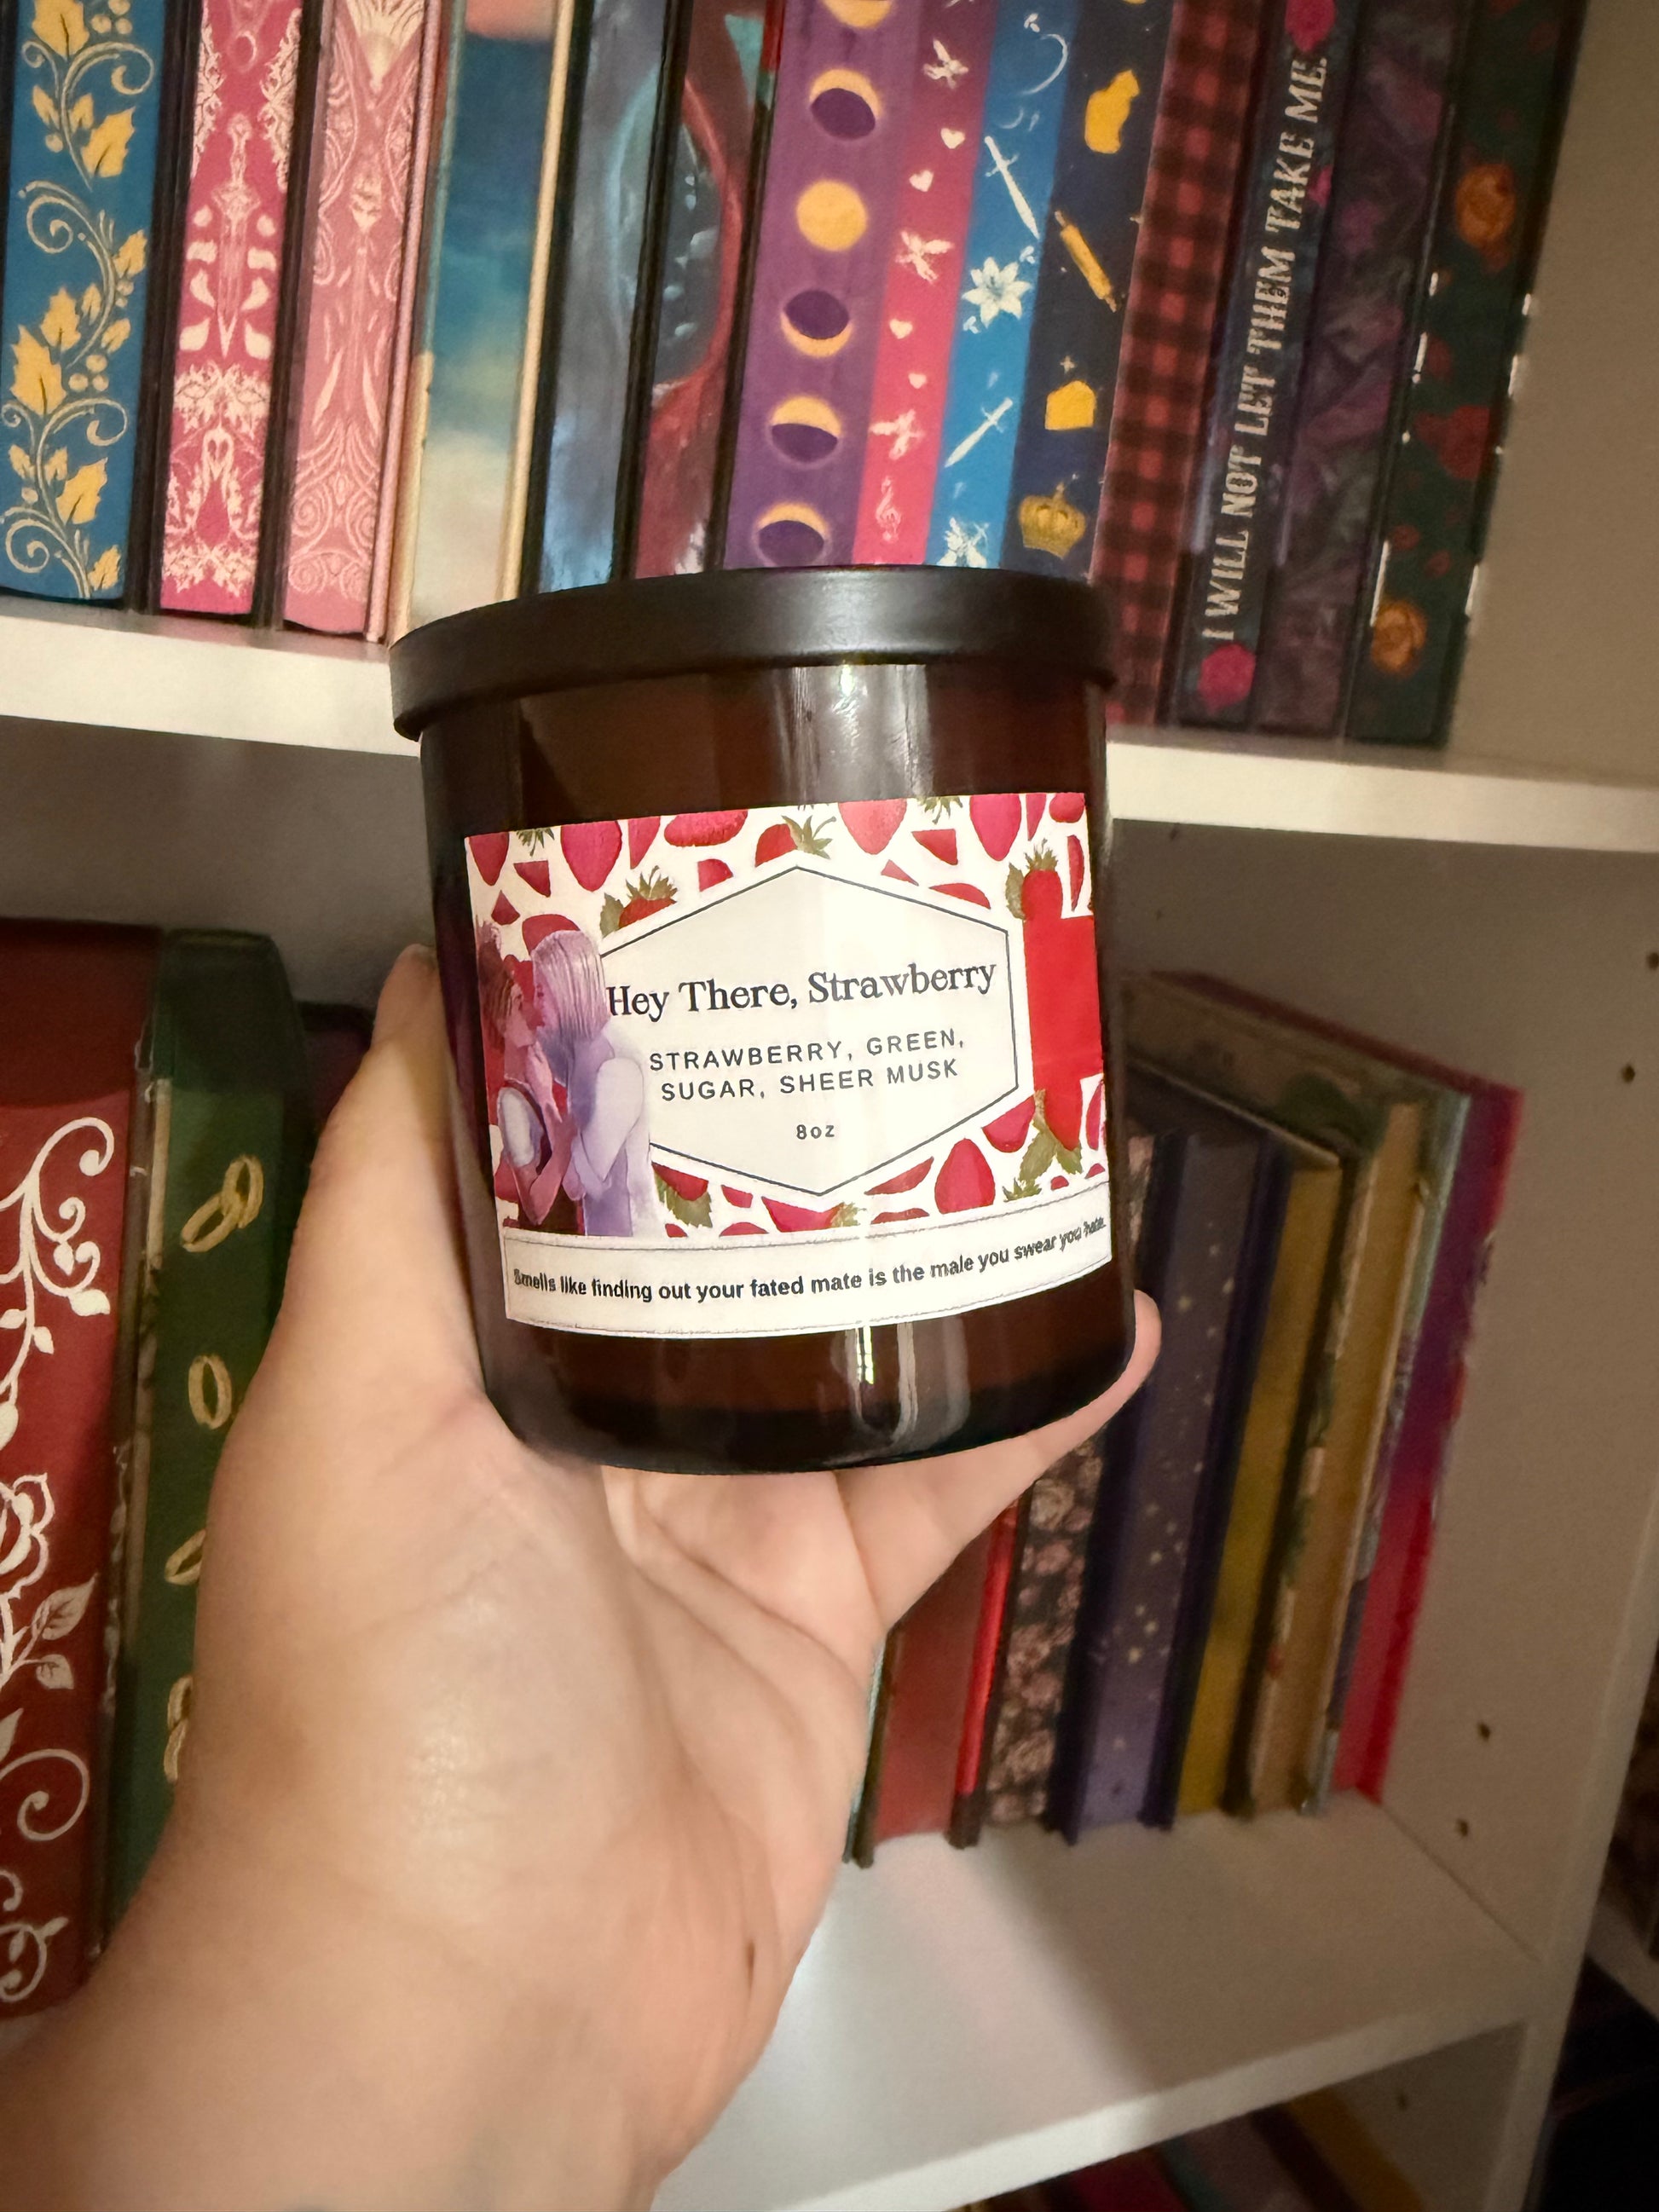 I WILL NOT LET THEM TAKE ME.
Hey There, Strawberry
STRAWBERRY, GREEN,
SUGAR, SHEER MUSK
8oz
Smells like finding out your fated mate is the male you swear you hate.